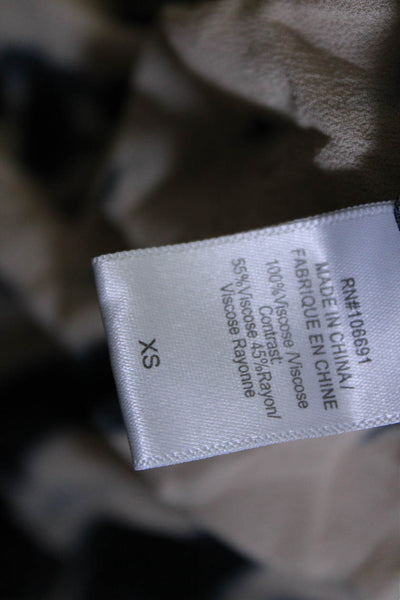 RN#106691
MADE IN CHINA/
FABRIQUE EN CHINE
100%Viscose /Viscose
Contrast:
55%Viscose 45%Rayon/
Viscose Rayonne
XS